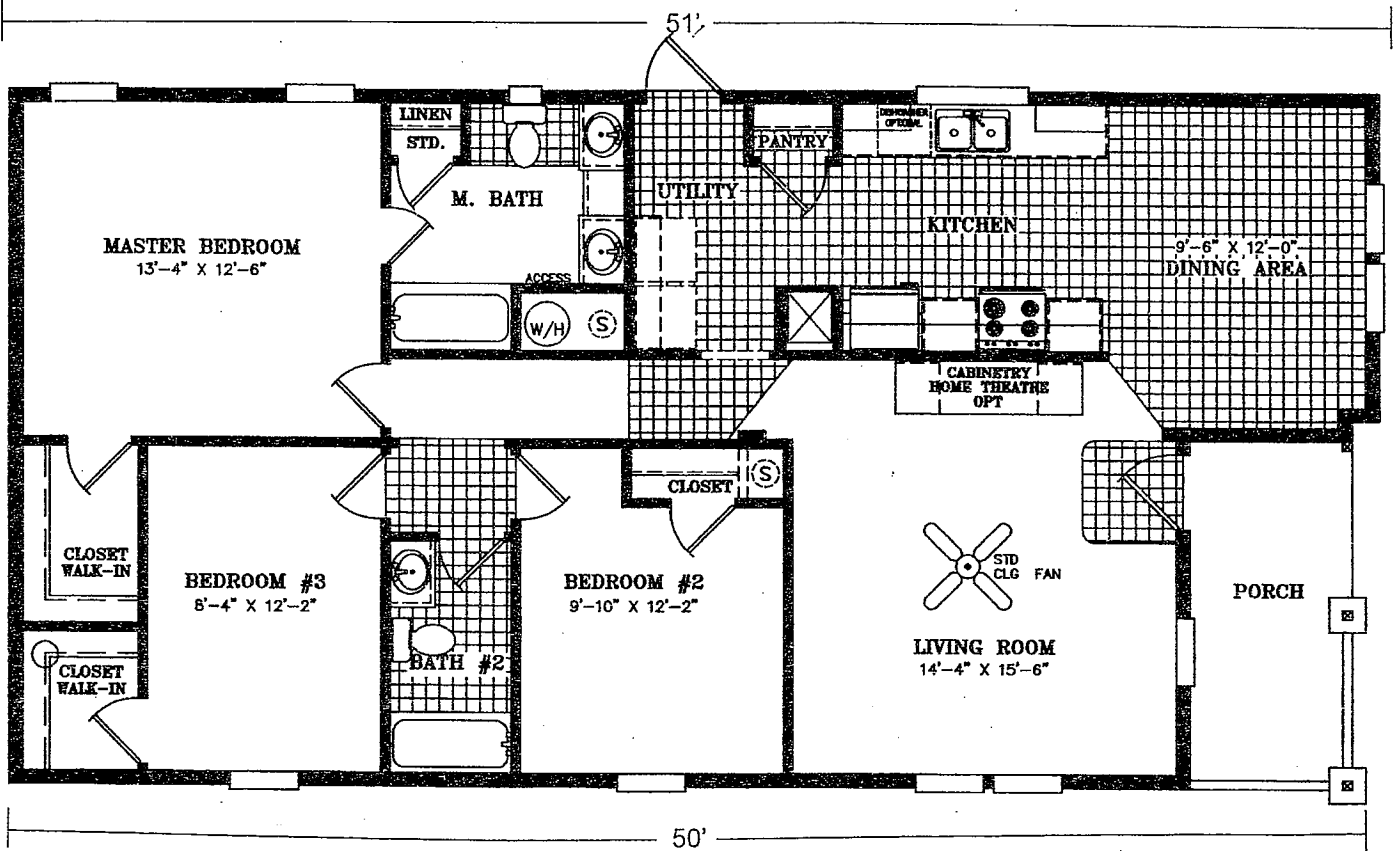 51'
LINEN
STD.
M. BATH
ACCESS
W/H
S
MASTER BEDROOM
13'-4" X 12'-6"
UTILITY
PANTRY
DISHWASHER
OPTIONAL
KITCHEN
9'-6" X 12'-0"
DINING AREA
CABINETRY
HOME THEATRE
OPT
CLOSET
S
CLOSET
WALK-IN
BEDROOM #3
8'-4" X 12'-2"
BEDROOM #2
9'-10" X 12'-2"
STD
CLG FAN
PORCH
LIVING ROOM
14'-4" X 15'-6"
BATH #2
CLOSET
WALK-IN
50'